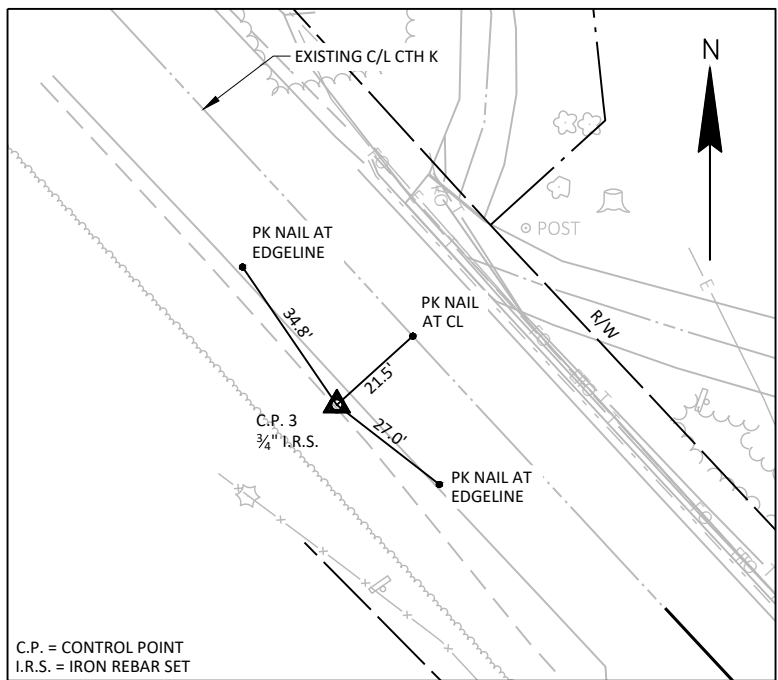 EXISTING C/L CTH K
N
PK NAIL AT
EDGELINE
POST
PK NAIL
AT CL
R/W
34.8'
21.5'
C.P. 3
¾" I.R.S.
27.0'
PK NAIL AT
EDGELINE
E
C.P. = CONTROL POINT
I.R.S. = IRON REBAR SET